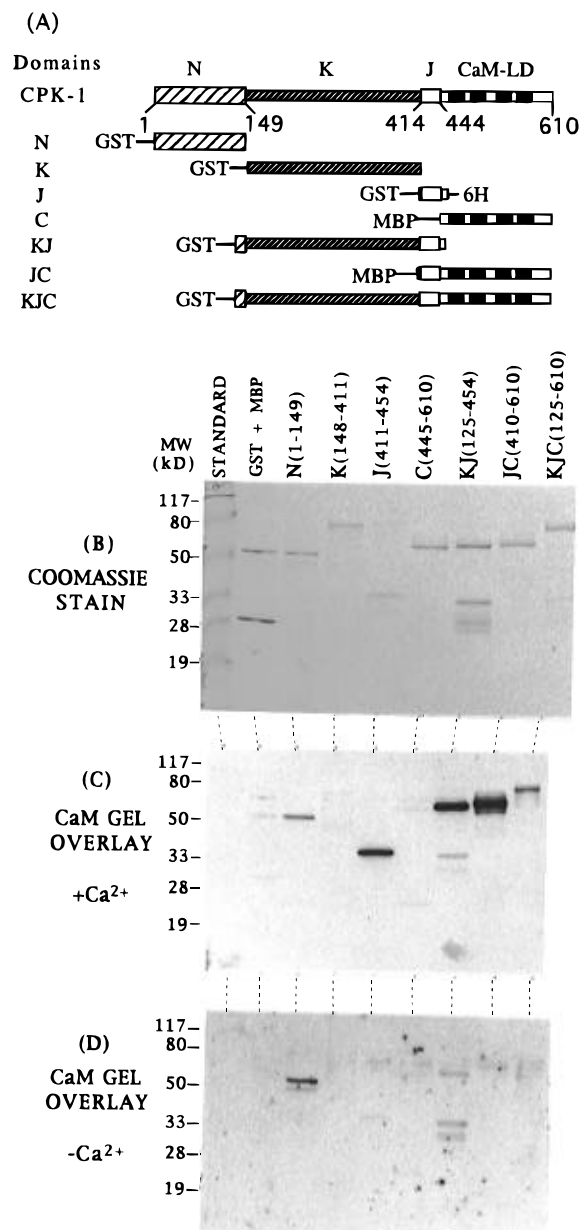 (A)
Domains
N K J CaM-LD
CPK-1
1 149 414 444 610
N GST
K GST
J GST 6H
C MBP
KJ GST
JC MBP
KJC GST
MW
(kD)
STANDARD
GST + MBP
N(1-149)
K(148-411)
J(411-454)
C(445-610)
KJ(125-454)
JC(410-610)
KJC(125-610)
(B)
COOMASSIE
STAIN
117–
80–
50–
33–
28–
19–
(C)
CaM GEL
OVERLAY
+Ca²⁺
117–
80–
50–
33–
28–
19–
(D)
CaM GEL
OVERLAY
-Ca²⁺
117–
80–
50–
33–
28–
19–